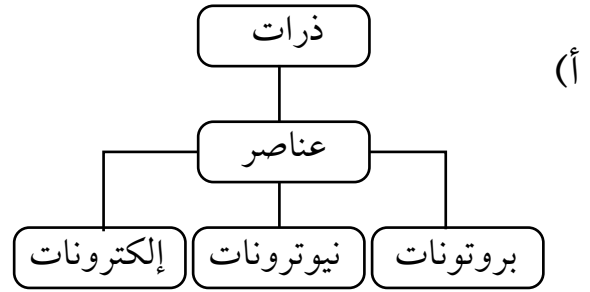 أ)
ذرات
عناصر
بروتونات
نيوترونات
إلكترونات